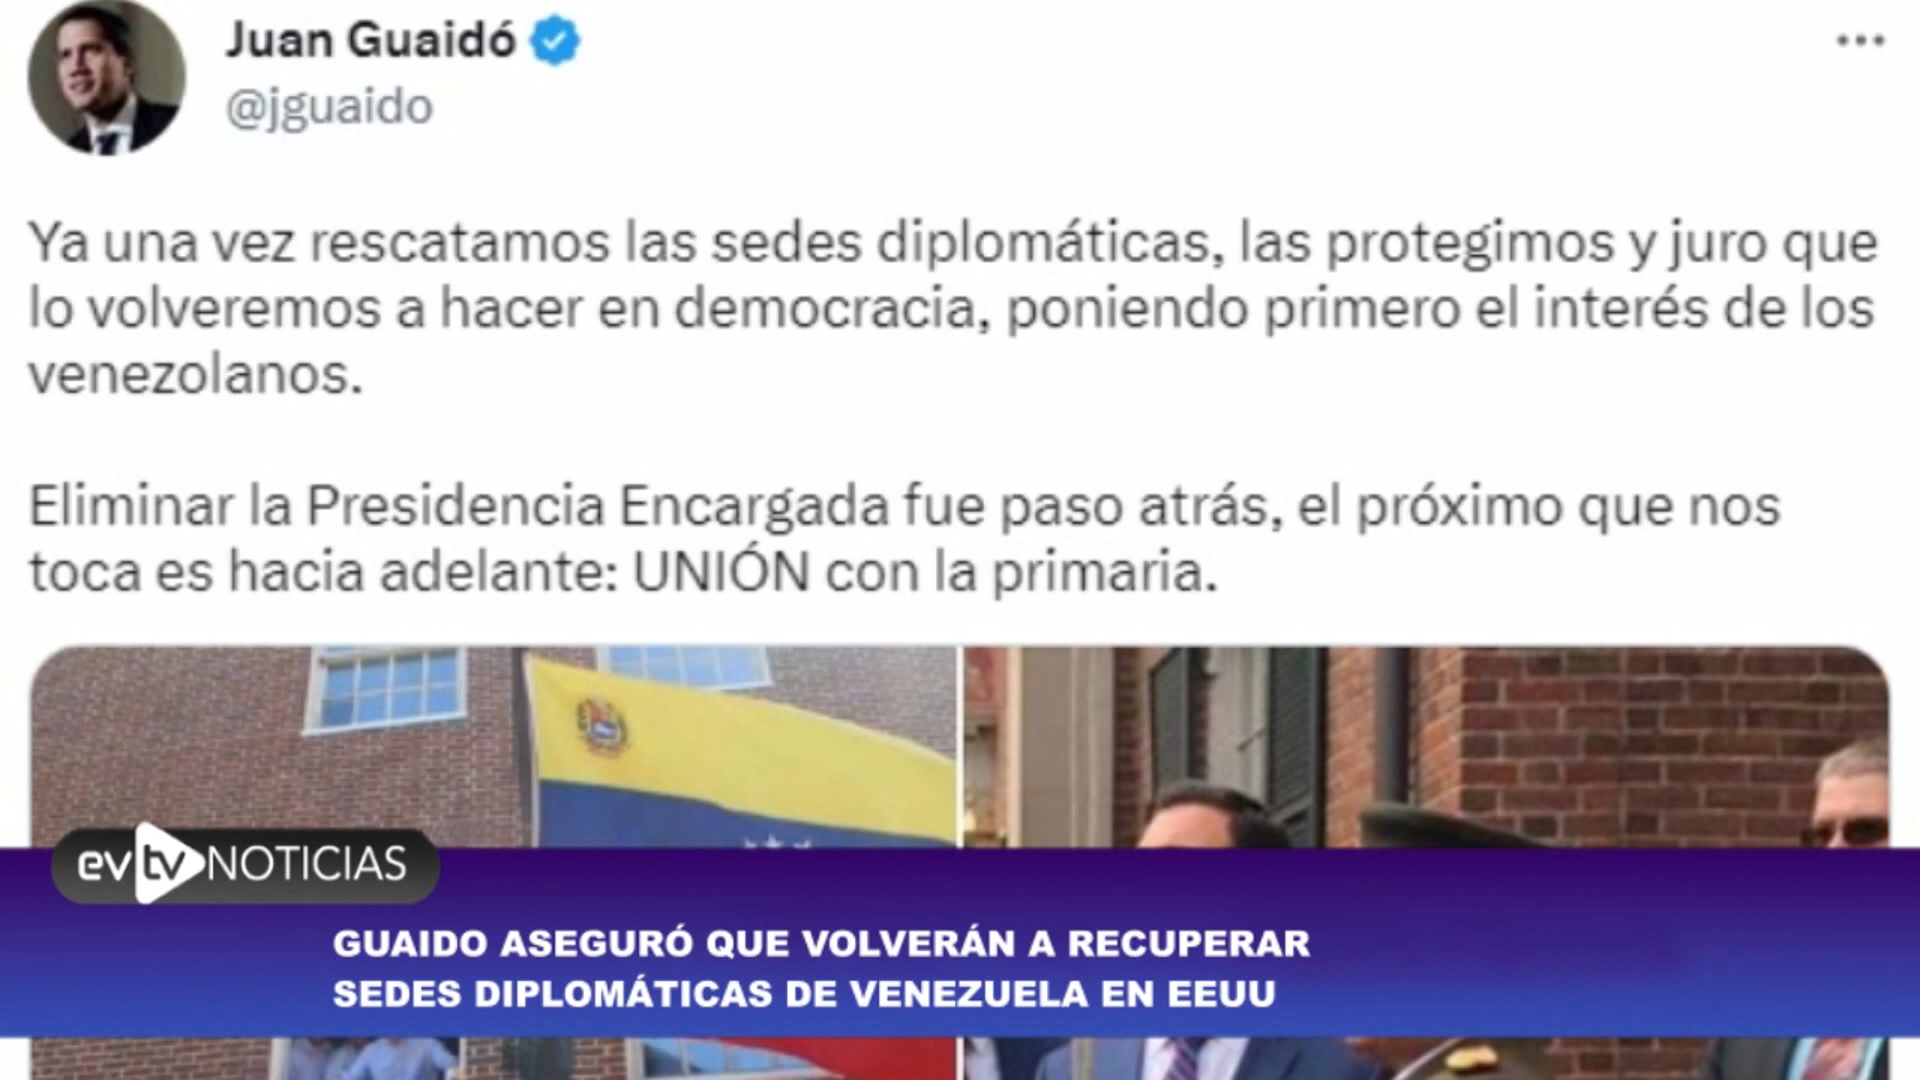 Juan Guaidó
@jguaido
Ya una vez rescatamos las sedes diplomáticas, las protegimos y juro que
lo volveremos a hacer en democracia, poniendo primero el interés de los
venezolanos.
Eliminar la Presidencia Encargada fue paso atrás, el próximo que nos
toca es hacia adelante: UNIÓN con la primaria.
evtv NOTICIAS
GUAIDO ASEGURÓ QUE VOLVERÁN A RECUPERAR
SEDES DIPLOMÁTICAS DE VENEZUELA EN EEUU